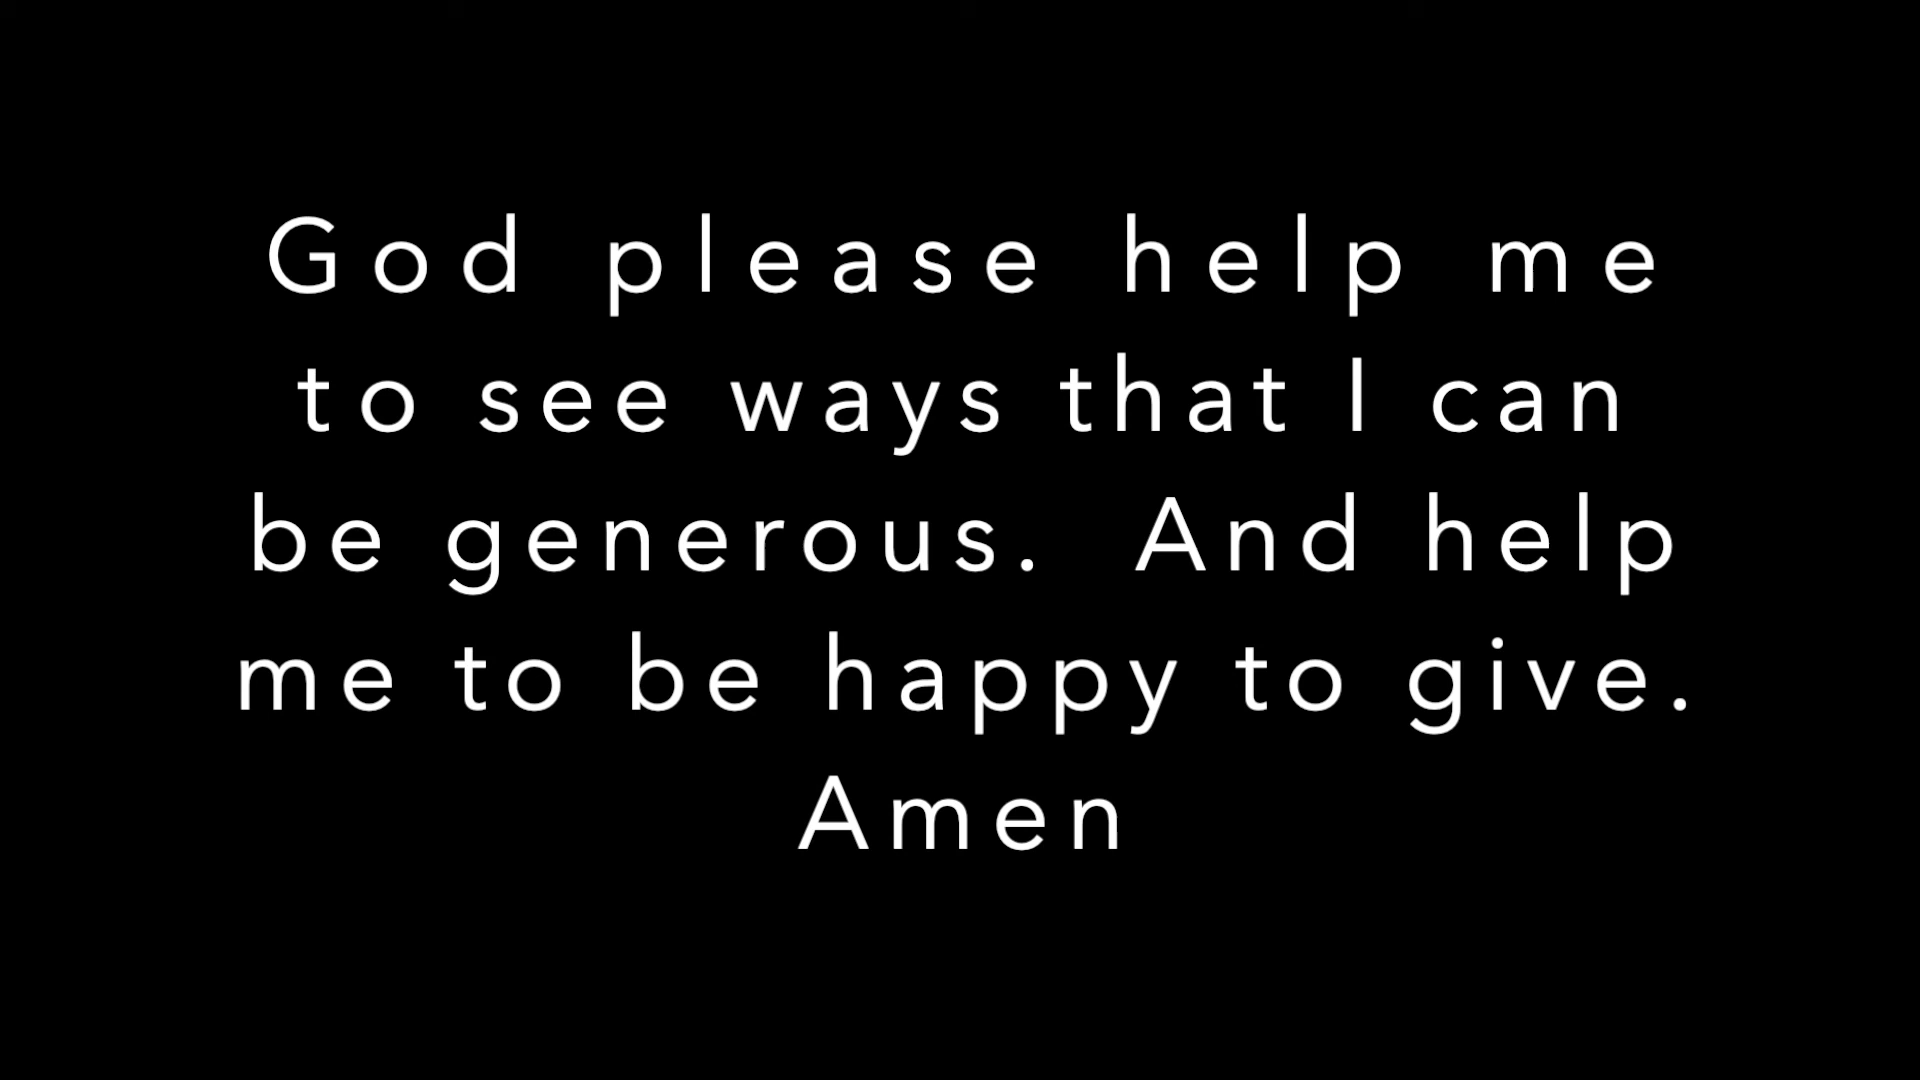 God please help me
to see ways that I can
be generous.  And help
me to be happy to give.
Amen